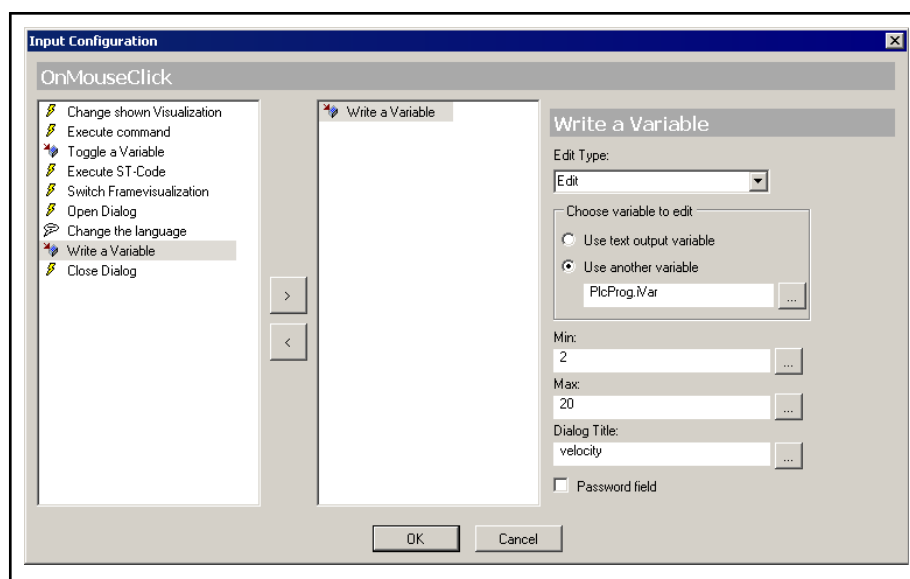 Input Configuration
OnMouseClick
Change shown Visualization
Execute command
Toggle a Variable
Execute ST-Code
Switch Framevisualization
Open Dialog
Change the language
Write a Variable
Close Dialog
>
<
Write a Variable
Write a Variable
Edit Type:
Edit
Choose variable to edit
Use text output variable
Use another variable
PlcProg.iVar
...
Min:
2
...
Max:
20
...
Dialog Title:
velocity
...
Password field
OK
Cancel